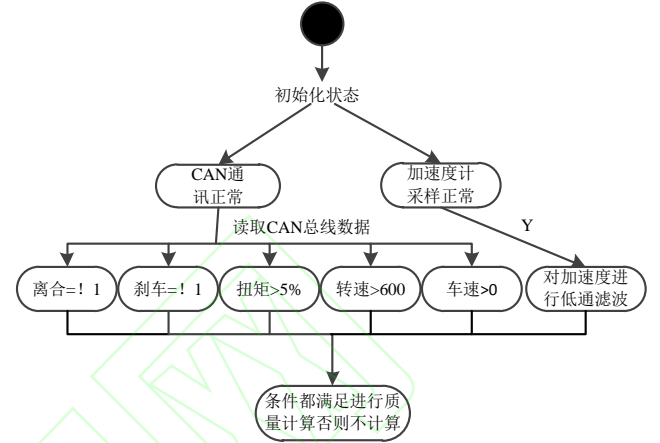 初始化状态
CAN通
讯正常
加速度计
采样正常
读取CAN总线数据
Y
离合=！1
刹车=！1
扭矩>5%
转速>600
车速>0
对加速度进
行低通滤波
条件都满足进行质
量计算否则不计算